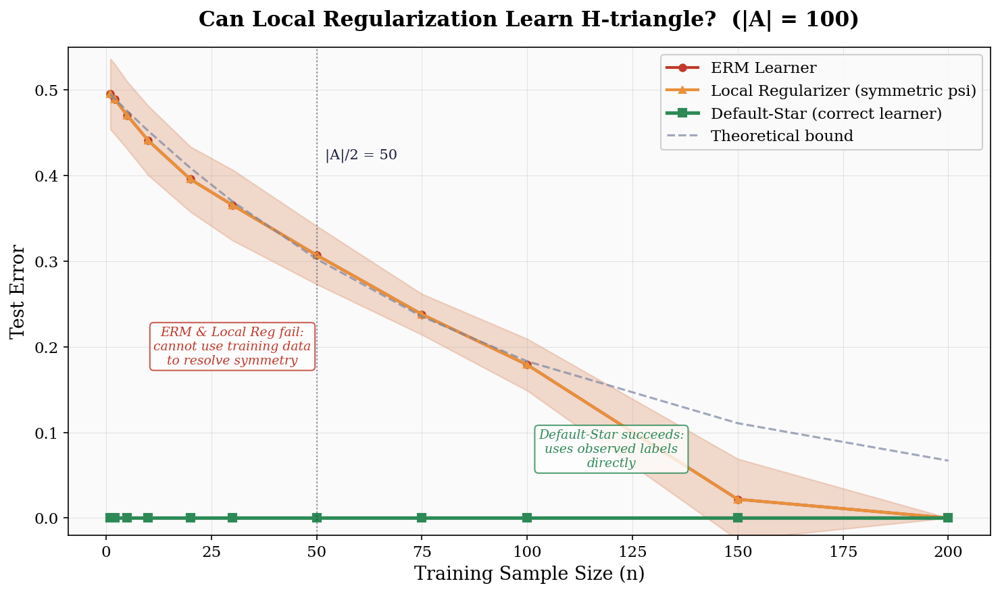 Can Local Regularization Learn H-triangle?  (|A| = 100)
ERM Learner
Local Regularizer (symmetric psi)
Default-Star (correct learner)
Theoretical bound
|A|/2 = 50
ERM & Local Reg fail:
cannot use training data
to resolve symmetry
Default-Star succeeds:
uses observed labels
directly
Test Error
0.5
0.4
0.3
0.2
0.1
0.0
0 25 50 75 100 125 150 175 200
Training Sample Size (n)